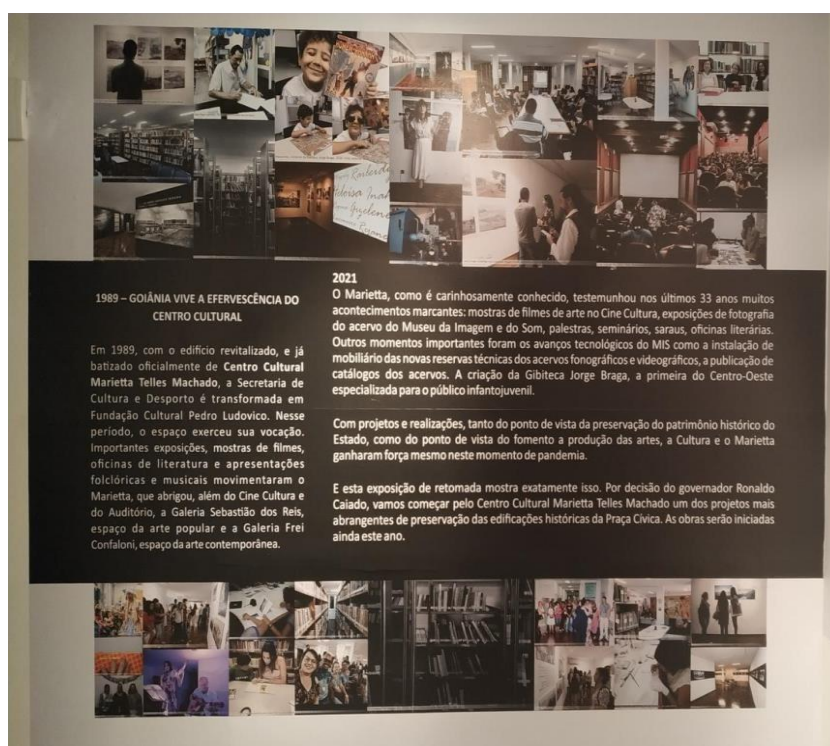 1989 – GOIÂNIA VIVE A EFERVESCÊNCIA DO
CENTRO CULTURAL
Em 1989, com o edifício revitalizado, e já
batizado oficialmente de Centro Cultural
Marietta Telles Machado, a Secretaria de
Cultura e Desporto é transformada em
Fundação Cultural Pedro Ludovico. Nesse
período, o espaço exerceu sua vocação.
Importantes exposições, mostras de filmes,
oficinas de literatura e apresentações
folclóricas e musicais movimentaram o
Marietta, que abrigou, além do Cine Cultura e
do Auditório, a Galeria Sebastião dos Reis,
espaço da arte popular e a Galeria Frei
Confaloni, espaço da arte contemporânea.
2021
O Marietta, como é carinhosamente conhecido, testemunhou nos últimos 33 anos muitos
acontecimentos marcantes: mostras de filmes de arte no Cine Cultura, exposições de fotografia
do acervo do Museu da Imagem e do Som, palestras, seminários, saraus, oficinas literárias.
Outros momentos importantes foram os avanços tecnológicos do MIS como a instalação de
mobiliário das novas reservas técnicas dos acervos fonográficos e videográficos, a publicação de
catálogos dos acervos. A criação da Gibiteca Jorge Braga, a primeira do Centro-Oeste
especializada para o público infantojuvenil.
Com projetos e realizações, tanto do ponto de vista da preservação do patrimônio histórico do
Estado, como do ponto de vista do fomento a produção das artes, a Cultura e o Marietta
ganharam força mesmo neste momento de pandemia.
E esta exposição de retomada mostra exatamente isso. Por decisão do governador Ronaldo
Caiado, vamos começar pelo Centro Cultural Marietta Telles Machado um dos projetos mais
abrangentes de preservação das edificações históricas da Praça Cívica. As obras serão iniciadas
ainda este ano.